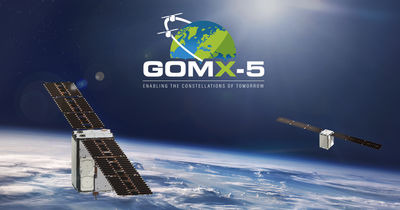 GOMX-5
ENABLING THE CONSTELLATIONS OF TOMORROW